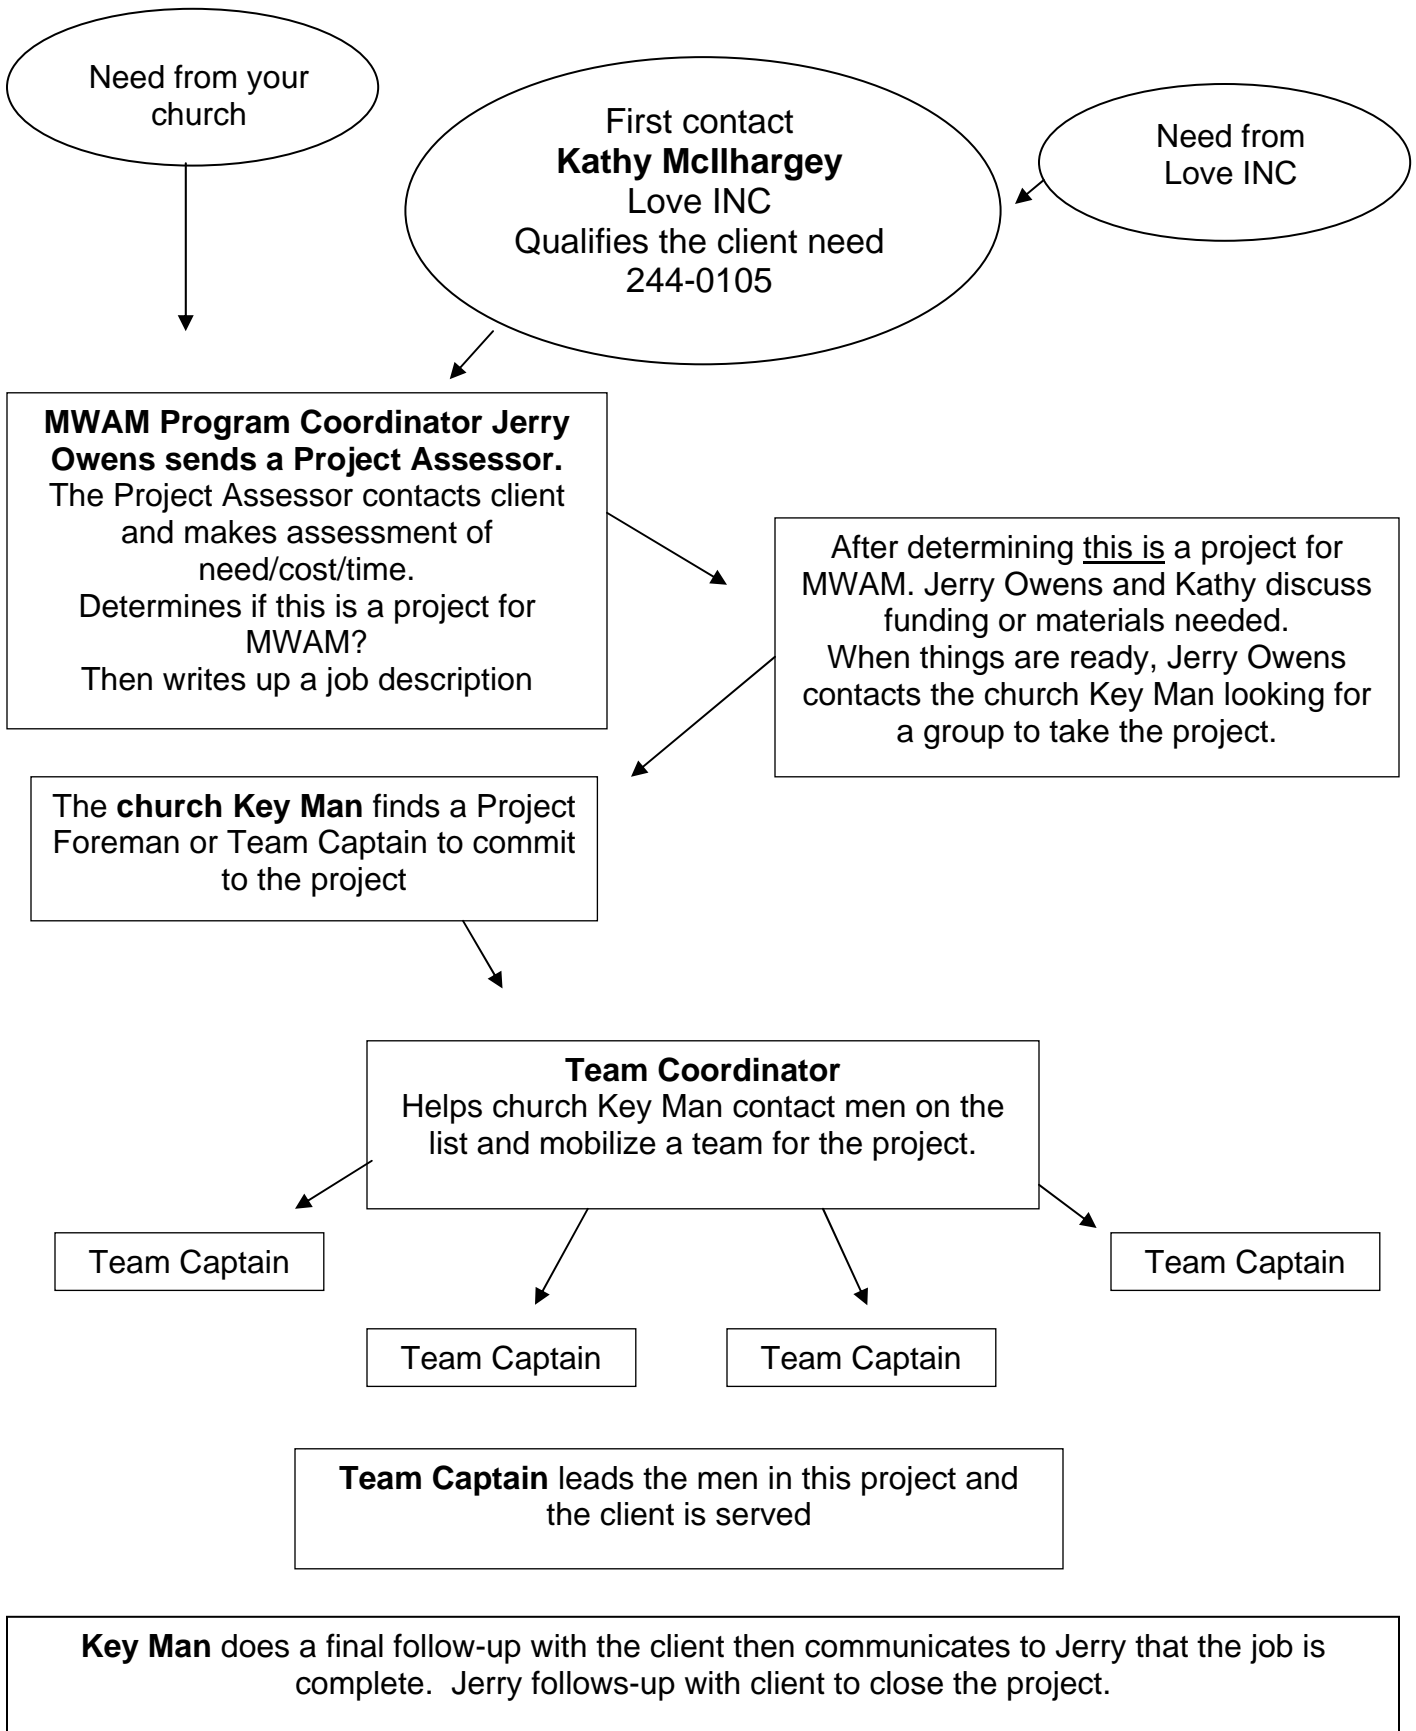 Need from your
church
First contact
Kathy McIlhargey
Love INC
Qualifies the client need
244-0105
Need from
Love INC
MWAM Program Coordinator Jerry
Owens sends a Project Assessor.
The Project Assessor contacts client
and makes assessment of
need/cost/time.
Determines if this is a project for
MWAM?
Then writes up a job description
After determining this is a project for
MWAM. Jerry Owens and Kathy discuss
funding or materials needed.
When things are ready, Jerry Owens
contacts the church Key Man looking for
a group to take the project.
The church Key Man finds a Project
Foreman or Team Captain to commit
to the project
Team Coordinator
Helps church Key Man contact men on the
list and mobilize a team for the project.
Team Captain
Team Captain
Team Captain
Team Captain
Team Captain leads the men in this project and
the client is served
Key Man does a final follow-up with the client then communicates to Jerry that the job is
complete.  Jerry follows-up with client to close the project.